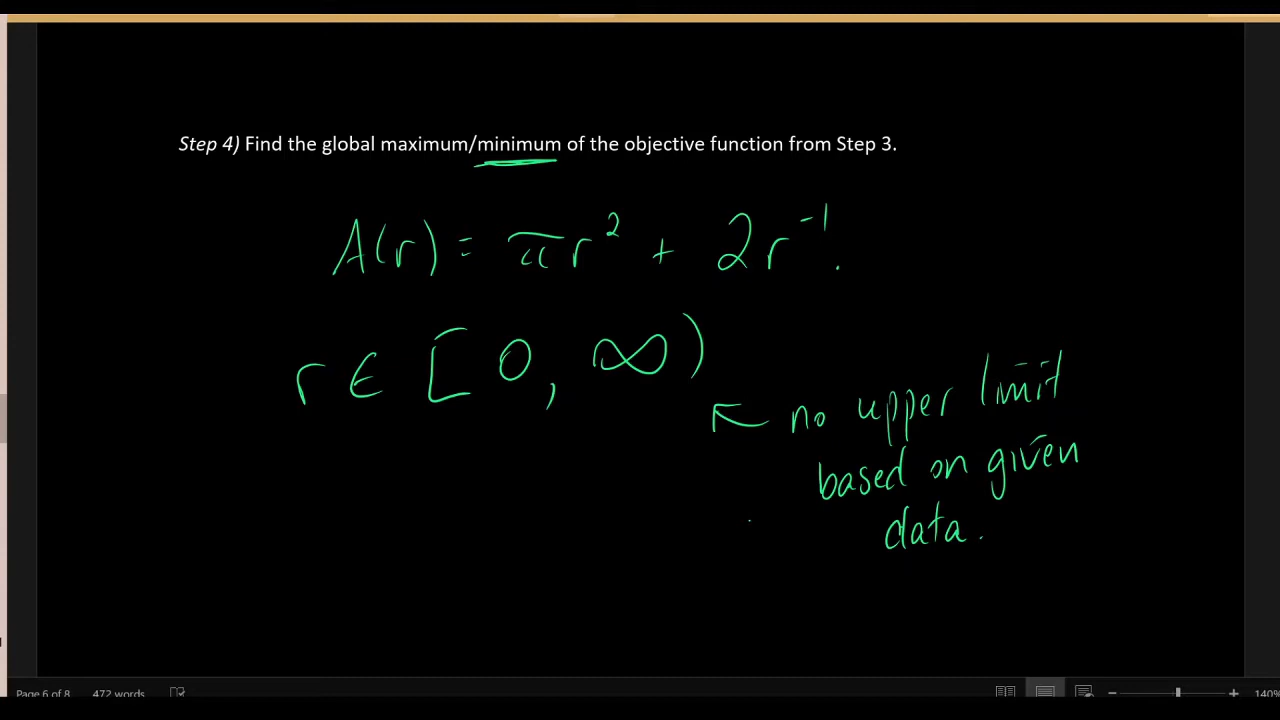 Step 4) Find the global maximum/minimum of the objective function from Step 3.
A(r) = πr² + 2r⁻¹.
r ∈ [0, ∞)
no upper limit
based on given
data.
Page 6 of 8 472 words 140%